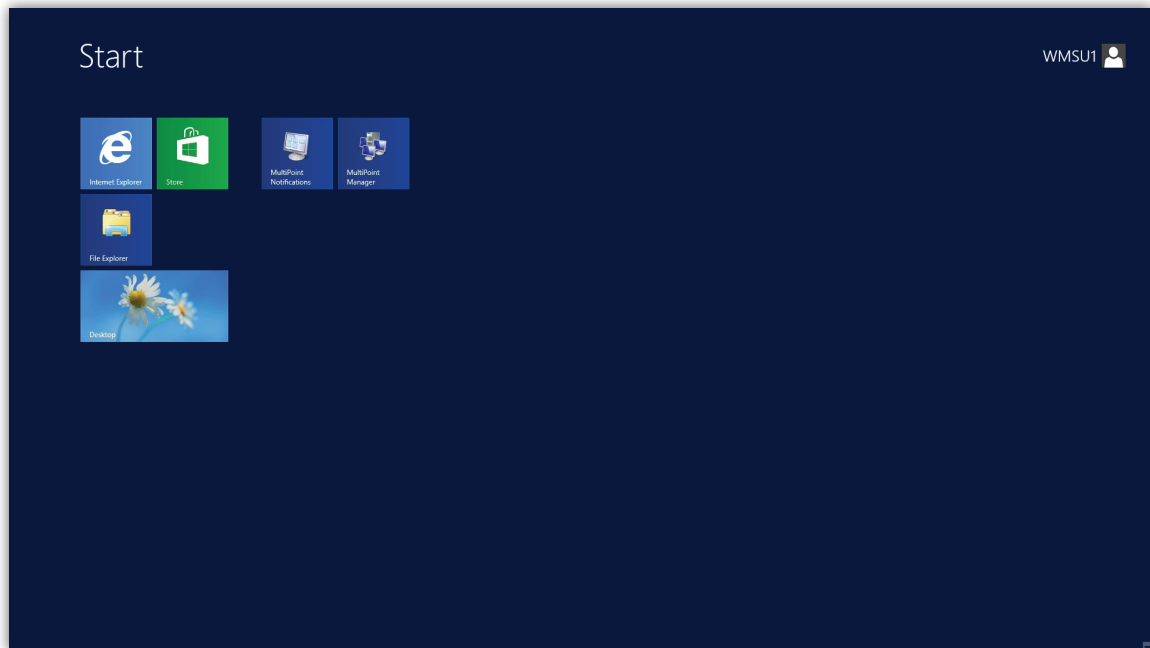 Start
WMSU1
Internet Explorer
Store
MultiPoint
Notifications
MultiPoint
Manager
File Explorer
Desktop